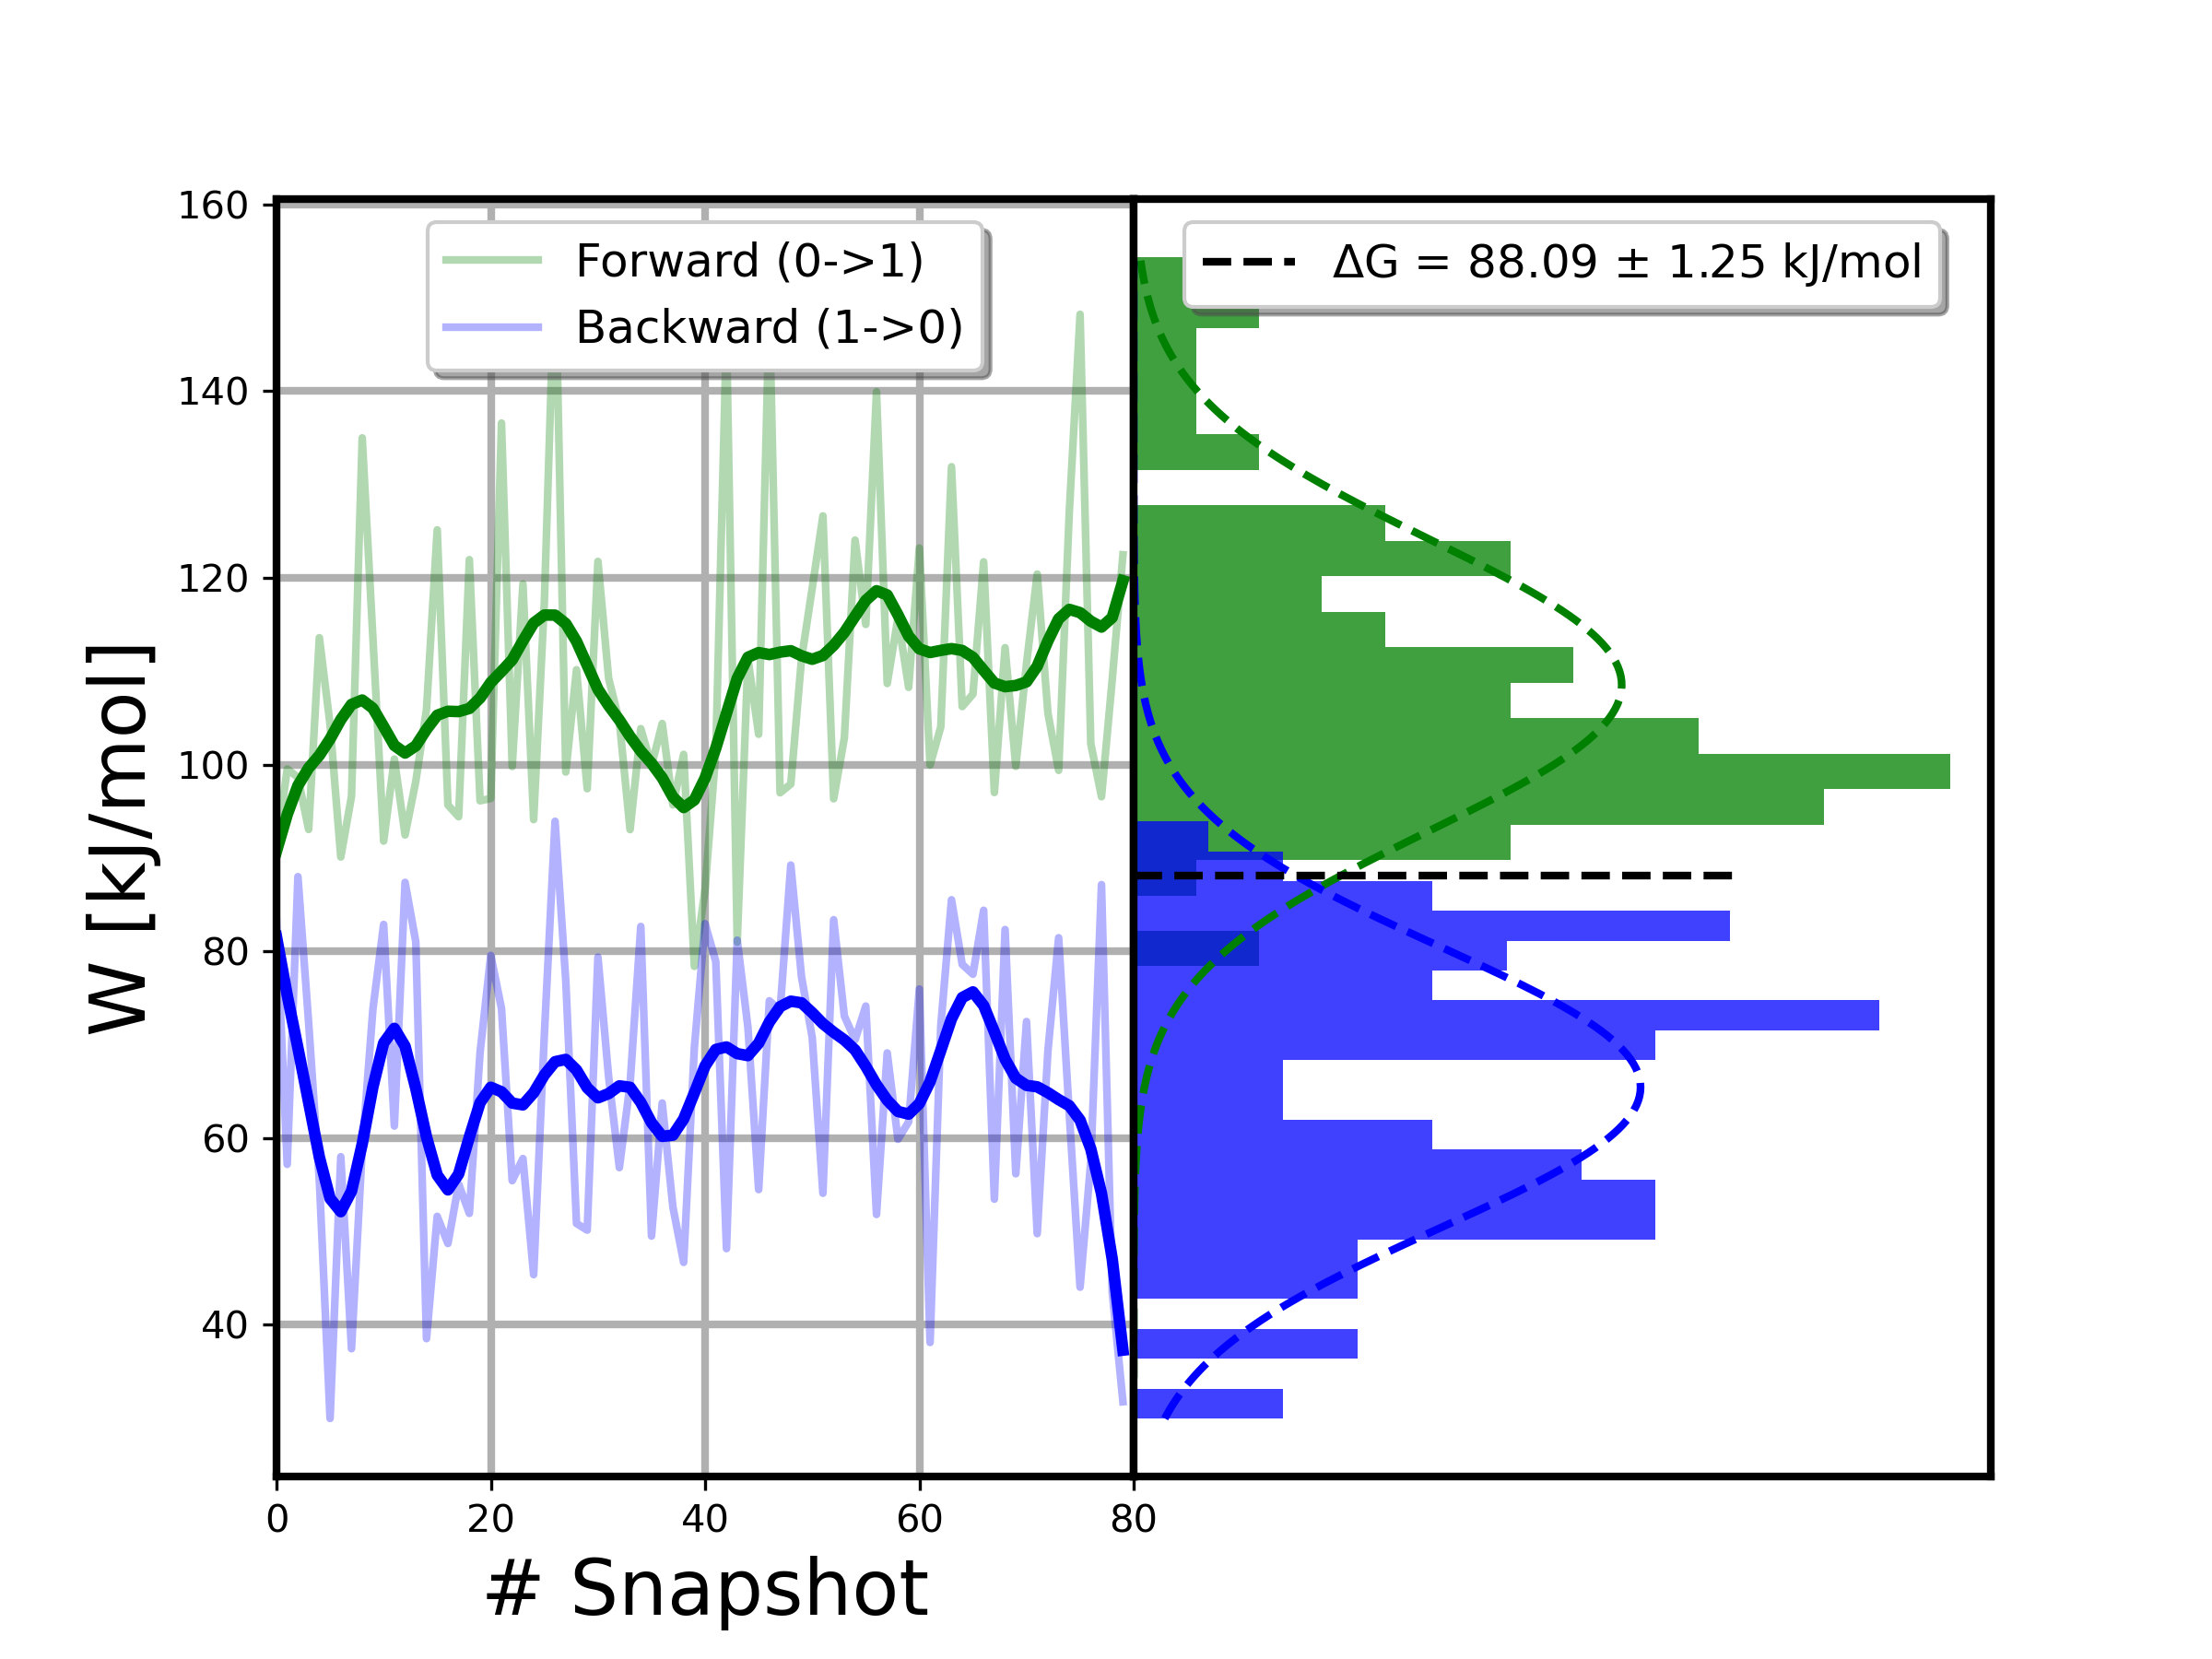 160
140
120
100
80
60
40
W [kJ/mol]
Forward (0->1)
Backward (1->0)
ΔG = 88.09 ± 1.25 kJ/mol
0 20 40 60 80
# Snapshot